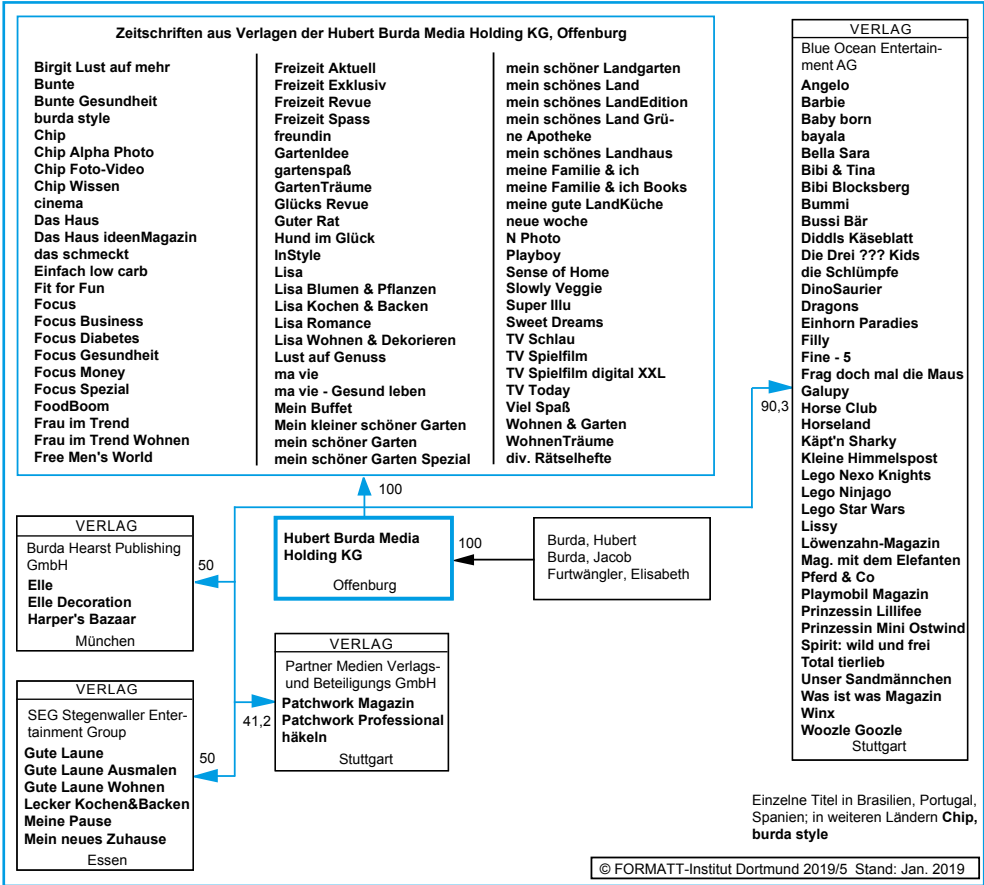 Zeitschriften aus Verlagen der Hubert Burda Media Holding KG, Offenburg
Birgit Lust auf mehr
Bunte
Bunte Gesundheit
burda style
Chip
Chip Alpha Photo
Chip Foto-Video
Chip Wissen
cinema
Das Haus
Das Haus ideenMagazin
das schmeckt
Einfach low carb
Fit for Fun
Focus
Focus Business
Focus Diabetes
Focus Gesundheit
Focus Money
Focus Spezial
FoodBoom
Frau im Trend
Frau im Trend Wohnen
Free Men's World
Freizeit Aktuell
Freizeit Exklusiv
Freizeit Revue
Freizeit Spass
freundin
GartenIdee
gartenspaß
GartenTräume
Glücks Revue
Guter Rat
Hund im Glück
InStyle
Lisa
Lisa Blumen & Pflanzen
Lisa Kochen & Backen
Lisa Romance
Lisa Wohnen & Dekorieren
Lust auf Genuss
ma vie
ma vie - Gesund leben
Mein Buffet
Mein kleiner schöner Garten
mein schöner Garten
mein schöner Garten Spezial
mein schöner Landgarten
mein schönes Land
mein schönes LandEdition
mein schönes Land Grü-
ne Apotheke
mein schönes Landhaus
meine Familie & ich
meine Familie & ich Books
meine gute LandKüche
neue woche
N Photo
Playboy
Sense of Home
Slowly Veggie
Super Illu
Sweet Dreams
TV Schlau
TV Spielfilm
TV Spielfilm digital XXL
TV Today
Viel Spaß
Wohnen & Garten
WohnenTräume
div. Rätselhefte
VERLAG
Blue Ocean Entertain-
ment AG
Angelo
Barbie
Baby born
bayala
Bella Sara
Bibi & Tina
Bibi Blocksberg
Bummi
Bussi Bär
Diddls Käseblatt
Die Drei ??? Kids
die Schlümpfe
DinoSaurier
Dragons
Einhorn Paradies
Filly
Fine - 5
Frag doch mal die Maus
Galupy
Horse Club
Horseland
Käpt'n Sharky
Kleine Himmelspost
Lego Nexo Knights
Lego Ninjago
Lego Star Wars
Lissy
Löwenzahn-Magazin
Mag. mit dem Elefanten
Pferd & Co
Playmobil Magazin
Prinzessin Lillifee
Prinzessin Mini Ostwind
Spirit: wild und frei
Total tierlieb
Unser Sandmännchen
Was ist was Magazin
Winx
Woozle Goozle
Stuttgart
90,3
100
Hubert Burda Media
Holding KG
Offenburg
100
Burda, Hubert
Burda, Jacob
Furtwängler, Elisabeth
VERLAG
Burda Hearst Publishing
GmbH
Elle
Elle Decoration
Harper's Bazaar
München
50
VERLAG
Partner Medien Verlags-
und Beteiligungs GmbH
Patchwork Magazin
Patchwork Professional
häkeln
Stuttgart
41,2
VERLAG
SEG Stegenwaller Enter-
tainment Group
Gute Laune
Gute Laune Ausmalen
Gute Laune Wohnen
Lecker Kochen&Backen
Meine Pause
Mein neues Zuhause
Essen
50
Einzelne Titel in Brasilien, Portugal,
Spanien; in weiteren Ländern Chip,
burda style
© FORMATT-Institut Dortmund 2019/5 Stand: Jan. 2019